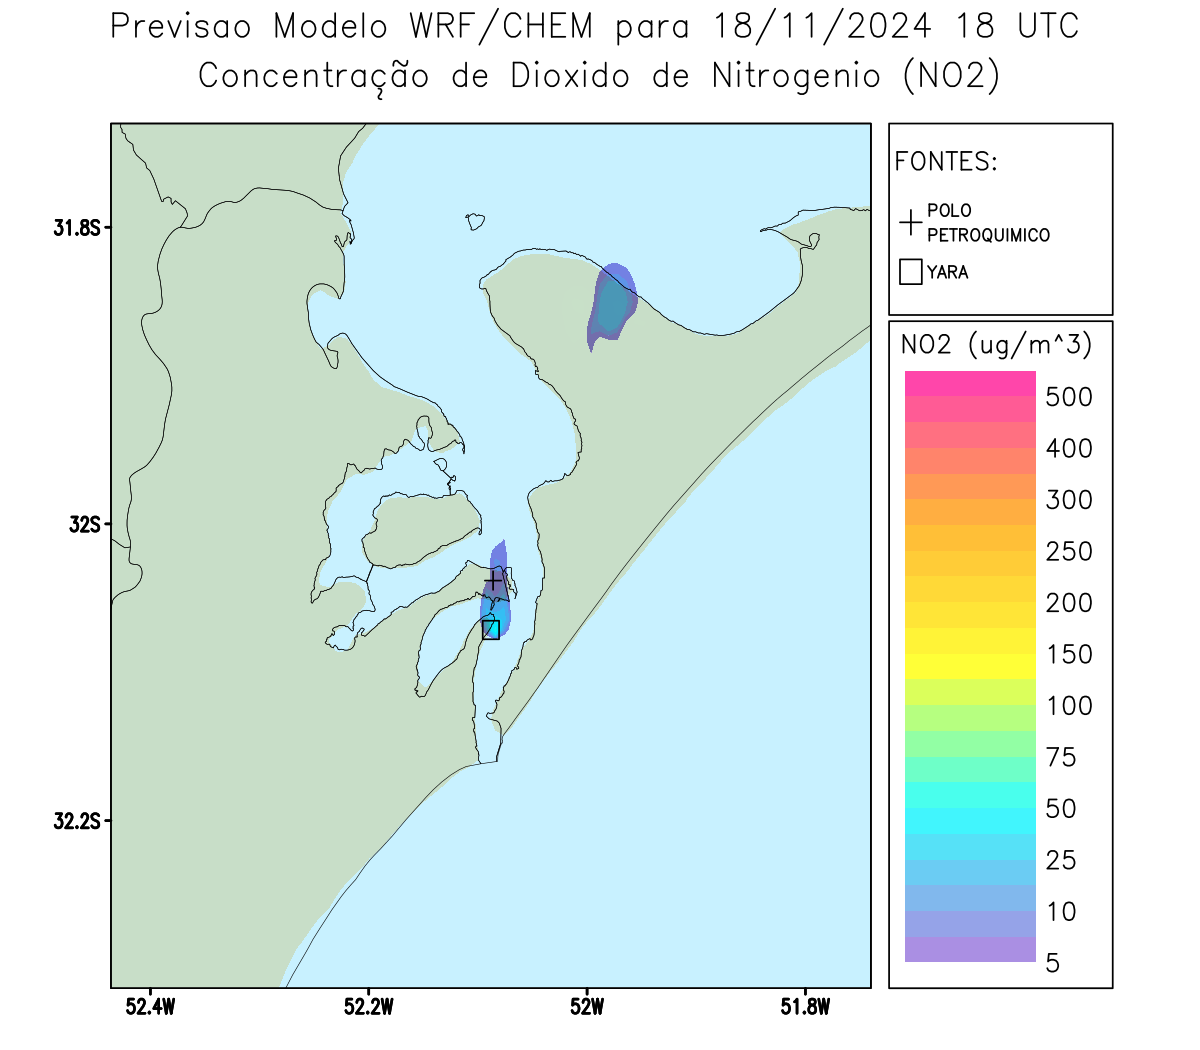 Previsao Modelo WRF/CHEM para 18/11/2024 18 UTC
Concentração de Dioxido de Nitrogenio (NO2)
FONTES:
POLO
PETROQUIMICO
YARA
31.8S
32S
32.2S
52.4W
52.2W
52W
51.8W
NO2 (ug/m^3)
500
400
300
250
200
150
100
75
50
25
10
5